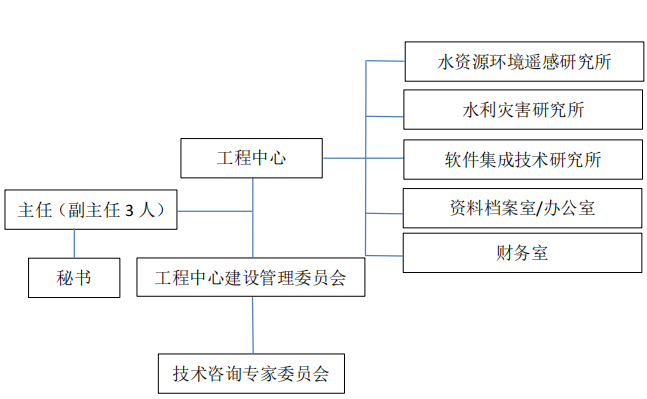 水资源环境遥感研究所
水利灾害研究所
工程中心
软件集成技术研究所
主任（副主任 3 人）
资料档案室/办公室
财务室
秘书
工程中心建设管理委员会
技术咨询专家委员会